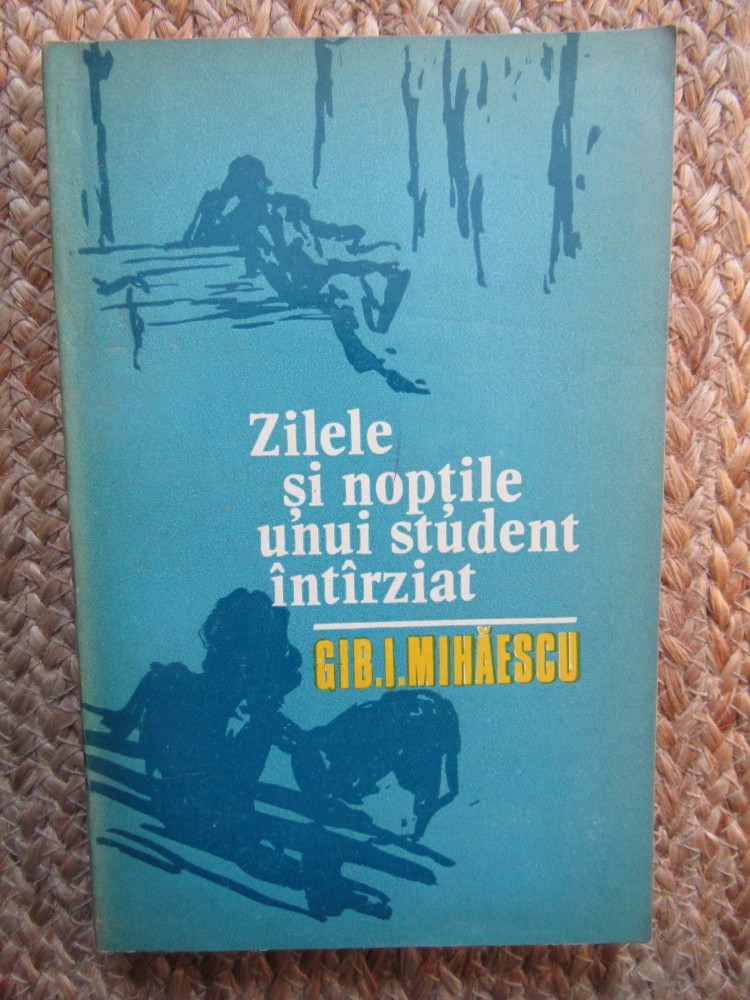 Zilele
și nopțile
unui student
întîrziat
GIB.I.MIHĂESCU